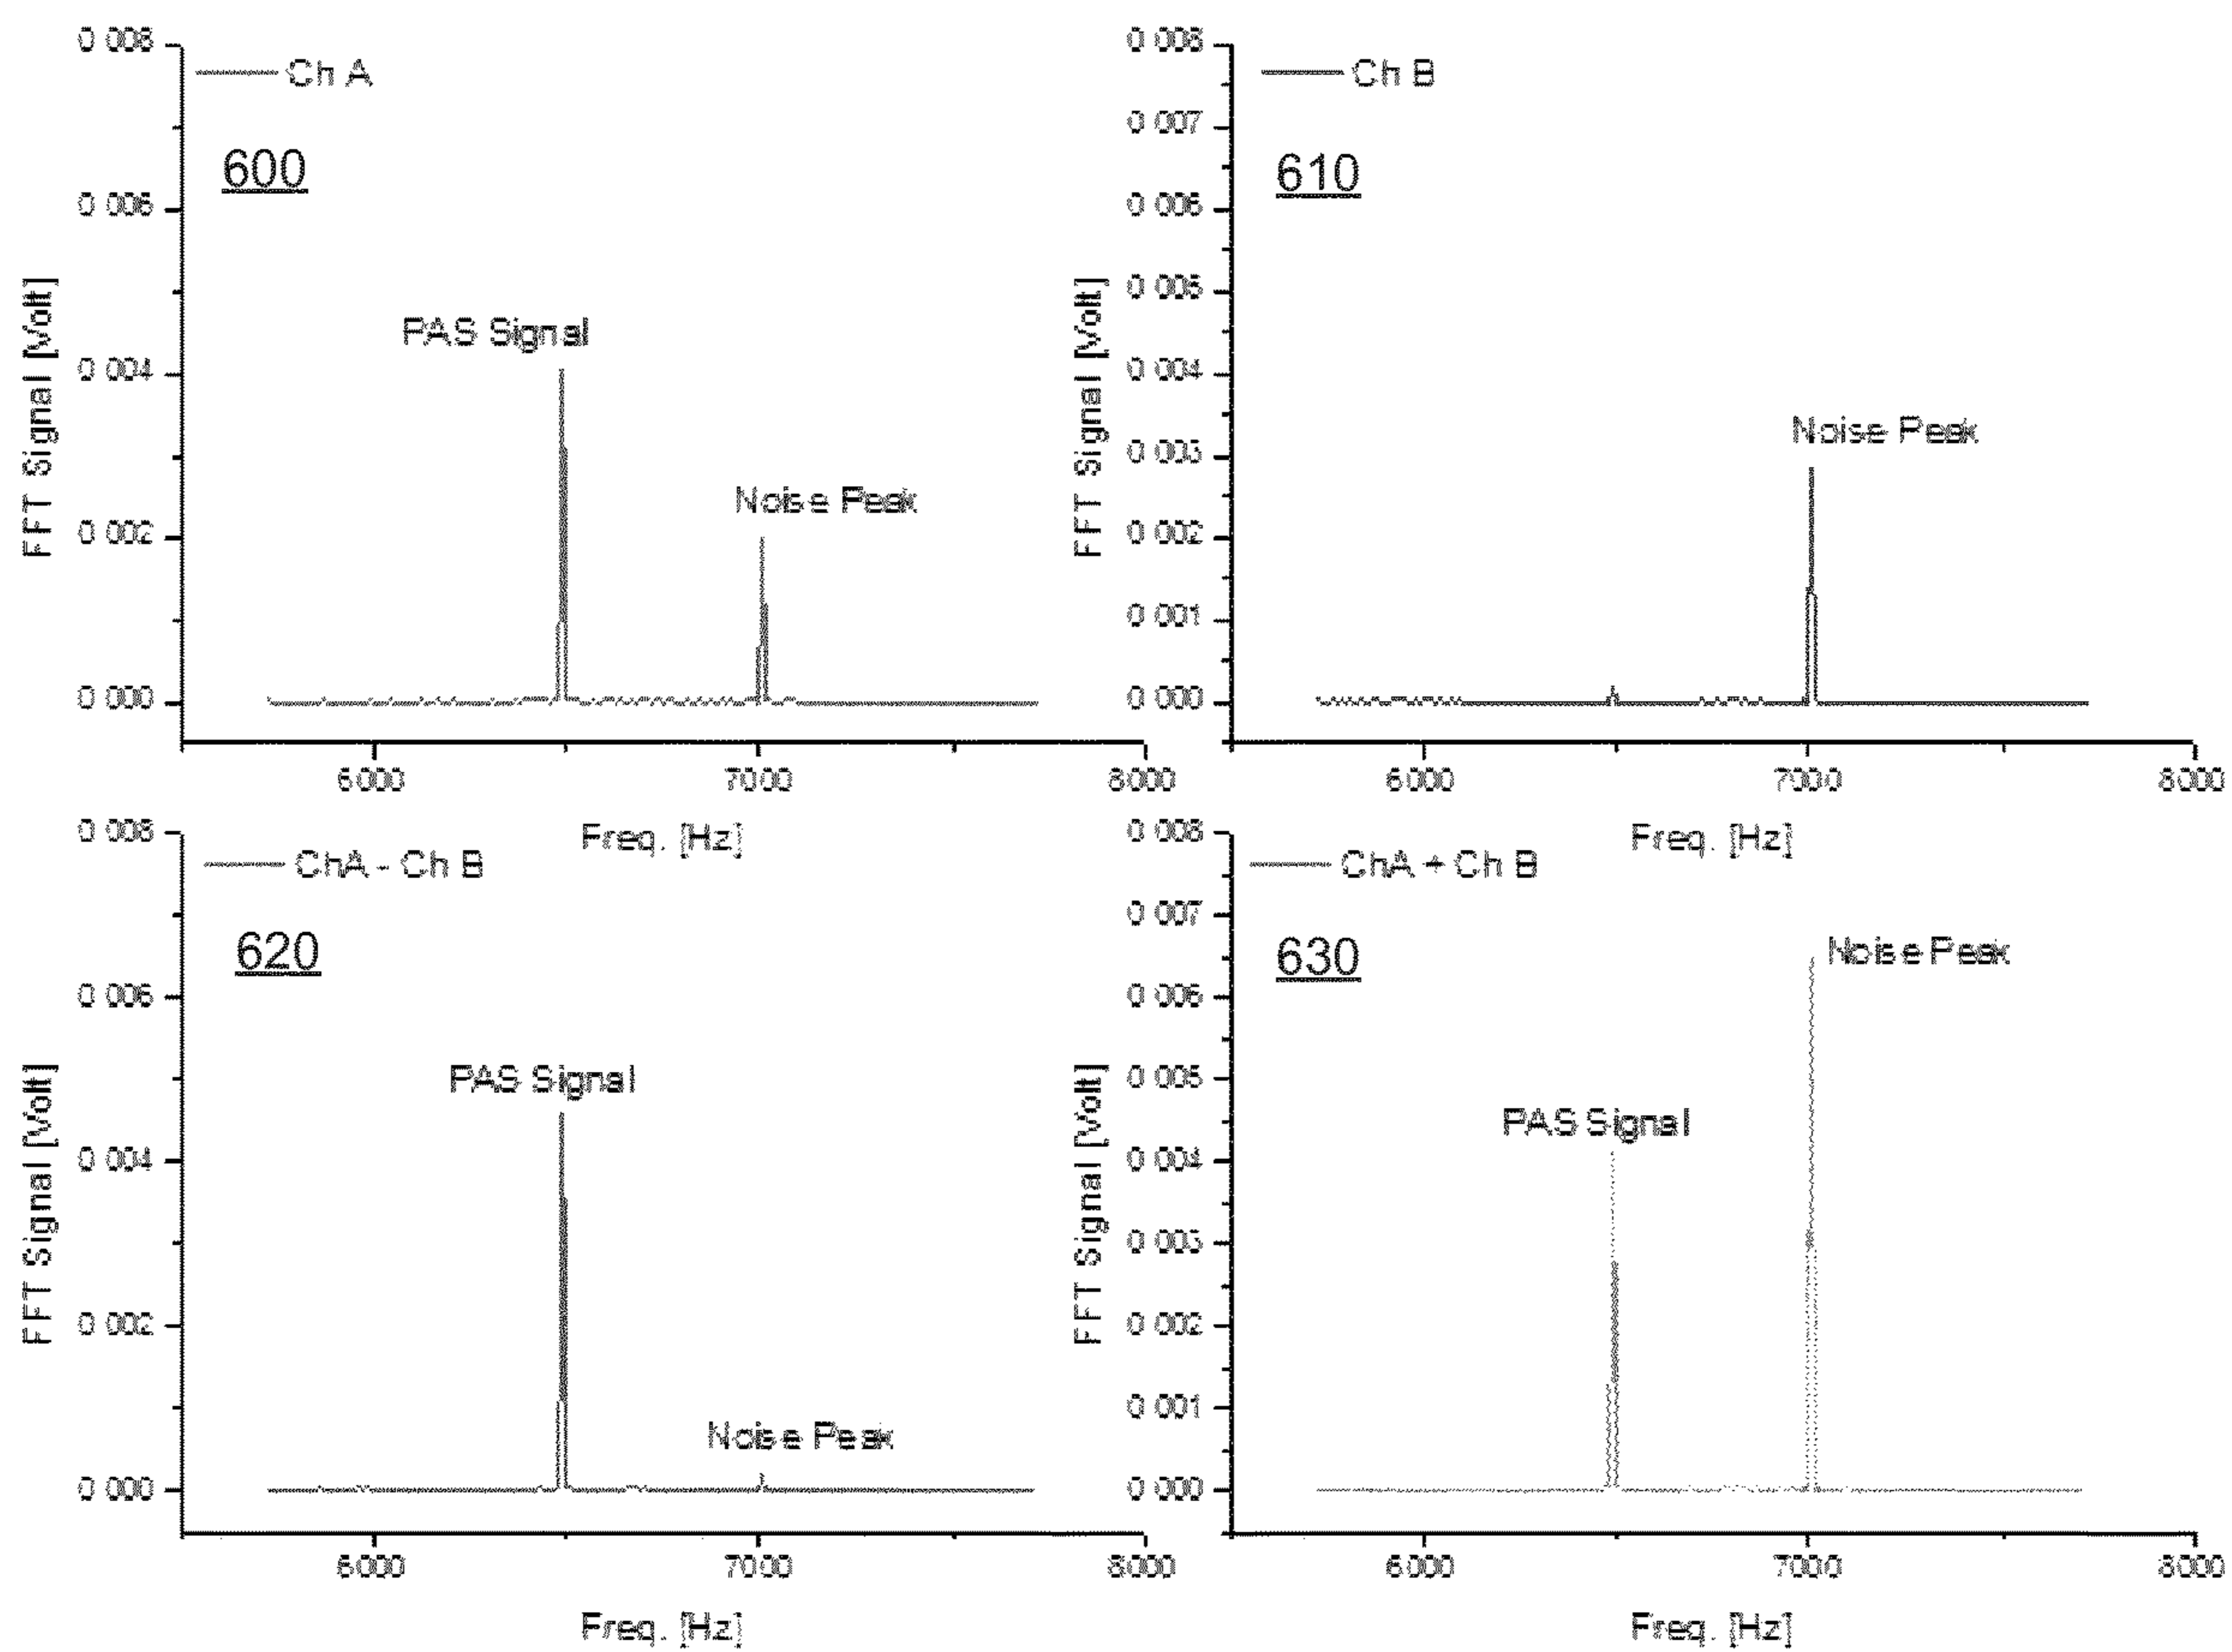 0.008
Ch A
600
0.006
PAS Signal
0.004
Noise Peak
0.002
0.000
FFT Signal [Volt]
6000
7000
8000
Freq. [Hz]
0.008
Ch B
0.007
610
0.006
0.005
0.004
Noise Peak
0.003
0.002
0.001
0.000
FFT Signal [Volt]
6000
7000
8000
Freq. [Hz]
0.008
ChA - Ch B
620
0.006
PAS Signal
0.004
0.002
Noise Peak
0.000
FFT Signal [Volt]
6000
7000
8000
Freq. [Hz]
0.008
ChA + Ch B
0.007
630
Noise Peak
0.006
0.005
PAS Signal
0.004
0.003
0.002
0.001
0.000
FFT Signal [Volt]
6000
7000
8000
Freq. [Hz]